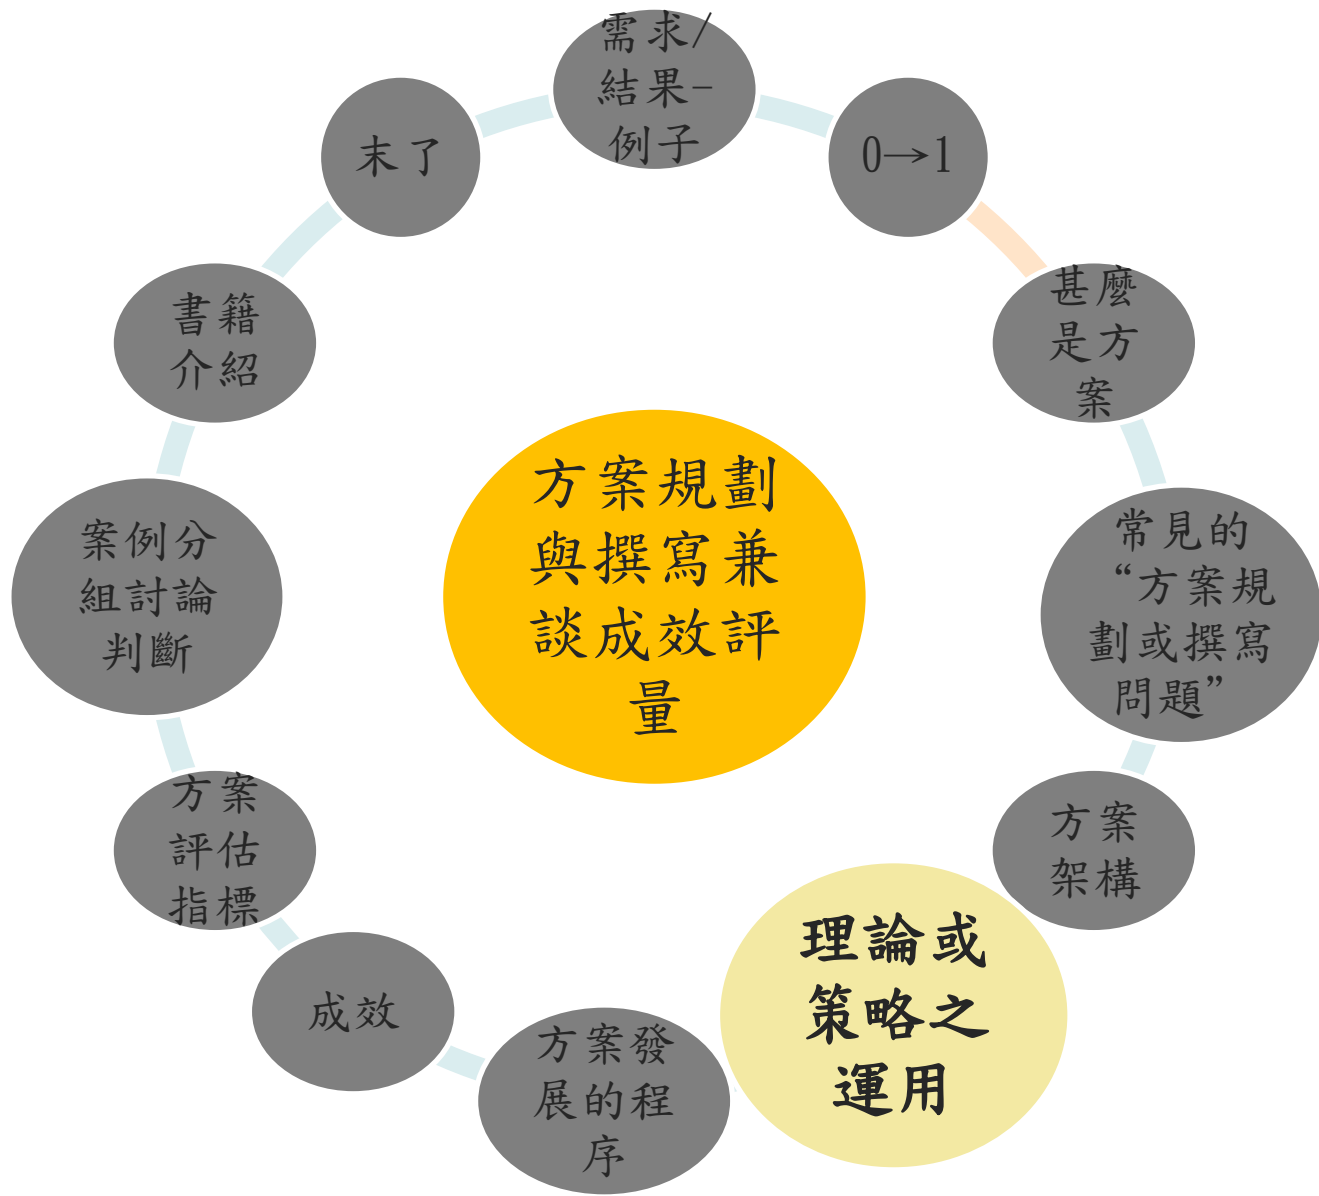 需求/
結果-
例子
0→1
甚麼
是方
案
常見的
“方案規
劃或撰寫
問題”
方案
架構
理論或
策略之
運用
方案發
展的程
序
成效
方案
評估
指標
案例分
組討論
判斷
書籍
介紹
末了
方案規劃
與撰寫兼
談成效評
量